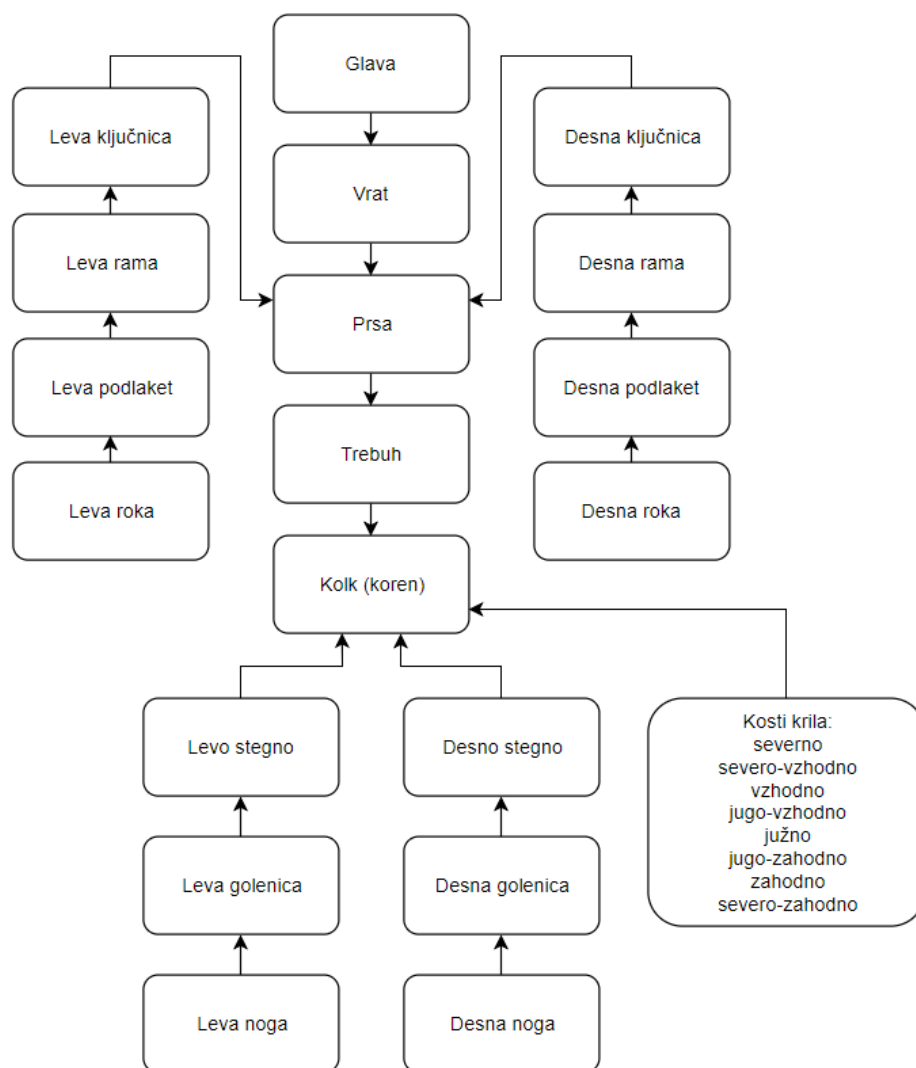 Glava
Leva ključnica
Desna ključnica
Vrat
Leva rama
Desna rama
Prsa
Leva podlaket
Desna podlaket
Trebuh
Leva roka
Desna roka
Kolk (koren)
Levo stegno
Desno stegno
Kosti krila:
severno
severo-vzhodno
vzhodno
jugo-vzhodno
južno
jugo-zahodno
zahodno
severo-zahodno
Leva golenica
Desna golenica
Leva noga
Desna noga